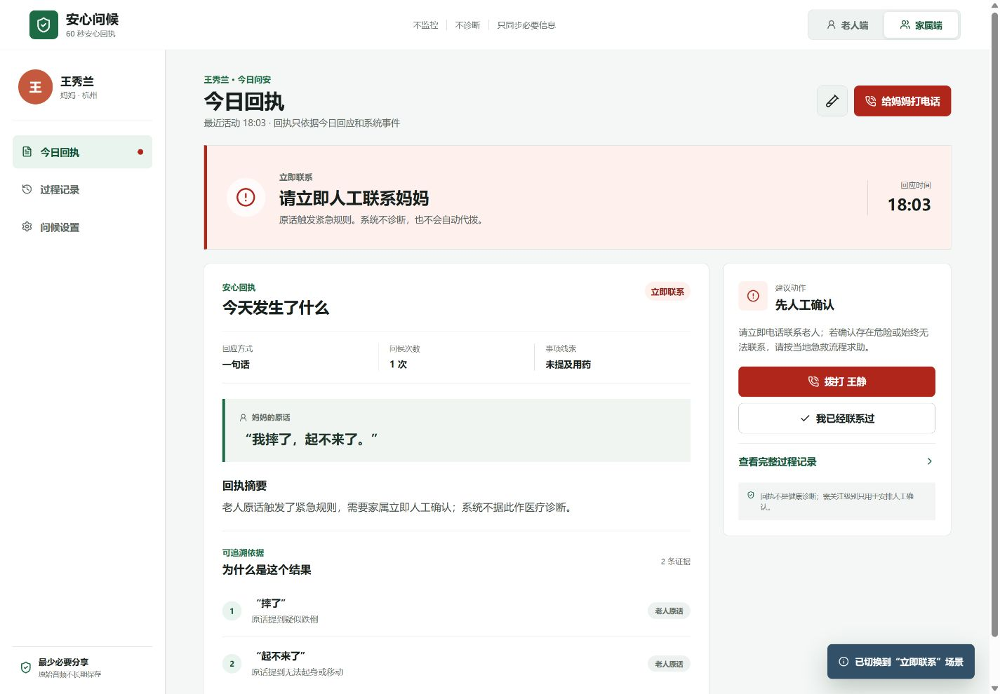 安心问候
60 秒安心回执
不监控
不诊断
只同步必要信息
老人端
家属端
王
王秀兰
妈妈 · 杭州
今日回执
过程记录
问候设置
最少必要分享
原始音频不长期保存
王秀兰 · 今日问安
今日回执
最近活动 18:03 · 回执只依据今日回应和系统事件
给妈妈打电话
立即联系
请立即人工联系妈妈
原话触发紧急规则。系统不诊断，也不会自动代拨。
回应时间
18:03
安心回执
今天发生了什么
立即联系
回应方式
一句话
问候次数
1 次
事项线索
未提及用药
妈妈的原话
“我摔了，起不来了。”
回执摘要
老人原话触发了紧急规则，需要家属立即人工确认；系统不据此作医疗诊断。
可追溯依据
为什么是这个结果
2 条证据
1
“摔了”
原话提到疑似跌倒
老人原话
2
“起不来了”
原话提到无法起身或移动
老人原话
建议动作
先人工确认
请立即电话联系老人；若确认存在危险或始终无
法联系，请按当地急救流程求助。
拨打 王静
我已经联系过
查看完整过程记录
回执不是健康诊断；需关注级别只用于安排人工确
认。
已切换到“立即联系”场景